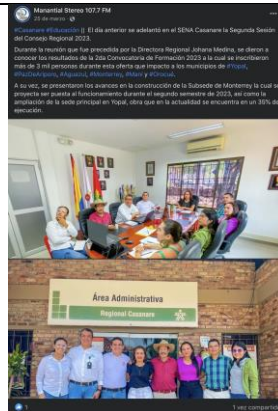 Manantial Stereo 107.7 FM
25 de marzo
#Casanare #Educación || El día anterior se adelantó en el SENA Casanare la Segunda Sesión
del Consejo Regional 2023.
Durante la reunión que fue precedida por la Directora Regional Johana Medina, se dieron a
conocer los resultados de la 2da Convocatoria de Formación 2023 a la cual se inscribieron
más de 3 mil personas durante esta oferta que impacto a los municipios de #Yopal,
#PazDeAriporo, #Aguazul, #Monterrey, #Maní y #Orocué.
A su vez, se presentaron los avances en la construcción de la Subsede de Monterrey la cual se
proyecta ser puesta al funcionamiento durante el segundo semestre de 2023, así como la
ampliación de la sede principal en Yopal, obra que en la actualidad se encuentra en un 36% de
ejecución.
Área Administrativa
Regional Casanare
1
1 vez compartido